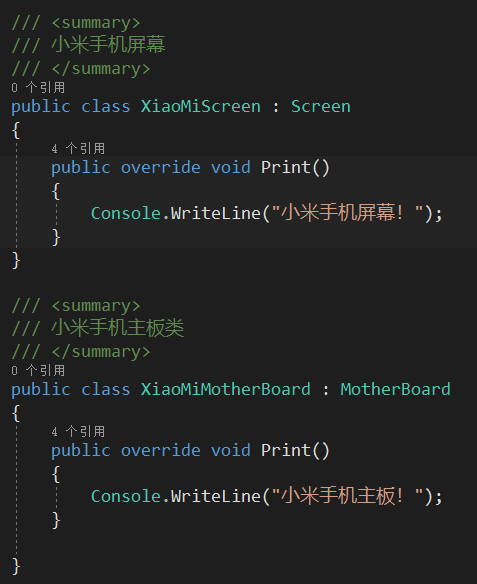 /// <summary>
/// 小米手机屏幕
/// </summary>
0 个引用
public class XiaoMiScreen : Screen
{
4 个引用
public override void Print()
{
Console.WriteLine("小米手机屏幕！");
}
}
/// <summary>
/// 小米手机主板类
/// </summary>
0 个引用
public class XiaoMiMotherBoard : MotherBoard
{
4 个引用
public override void Print()
{
Console.WriteLine("小米手机主板！");
}
}